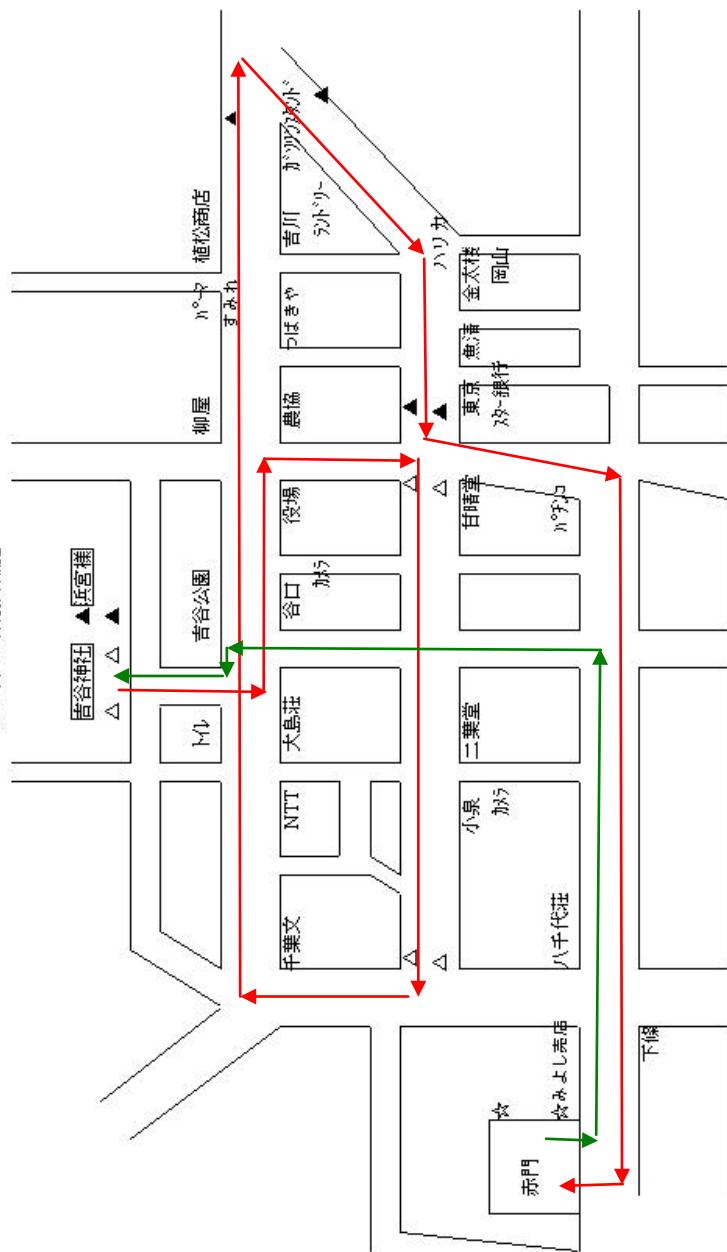 浜宮様
吉谷神社
吉谷公園
トイレ
柳屋
パーマ
すみれ
植松商店
ガソリンスタンド
吉川
ランドリー
つばきや
農協
役場
谷口
カメラ
大島荘
NTT
千葉文
ハリカ
金太楼
岡山
魚清
東京
スター銀行
甘晴堂
パチンコ
二葉堂
小泉
カメラ
八千代荘
みよし売店
下條
赤門